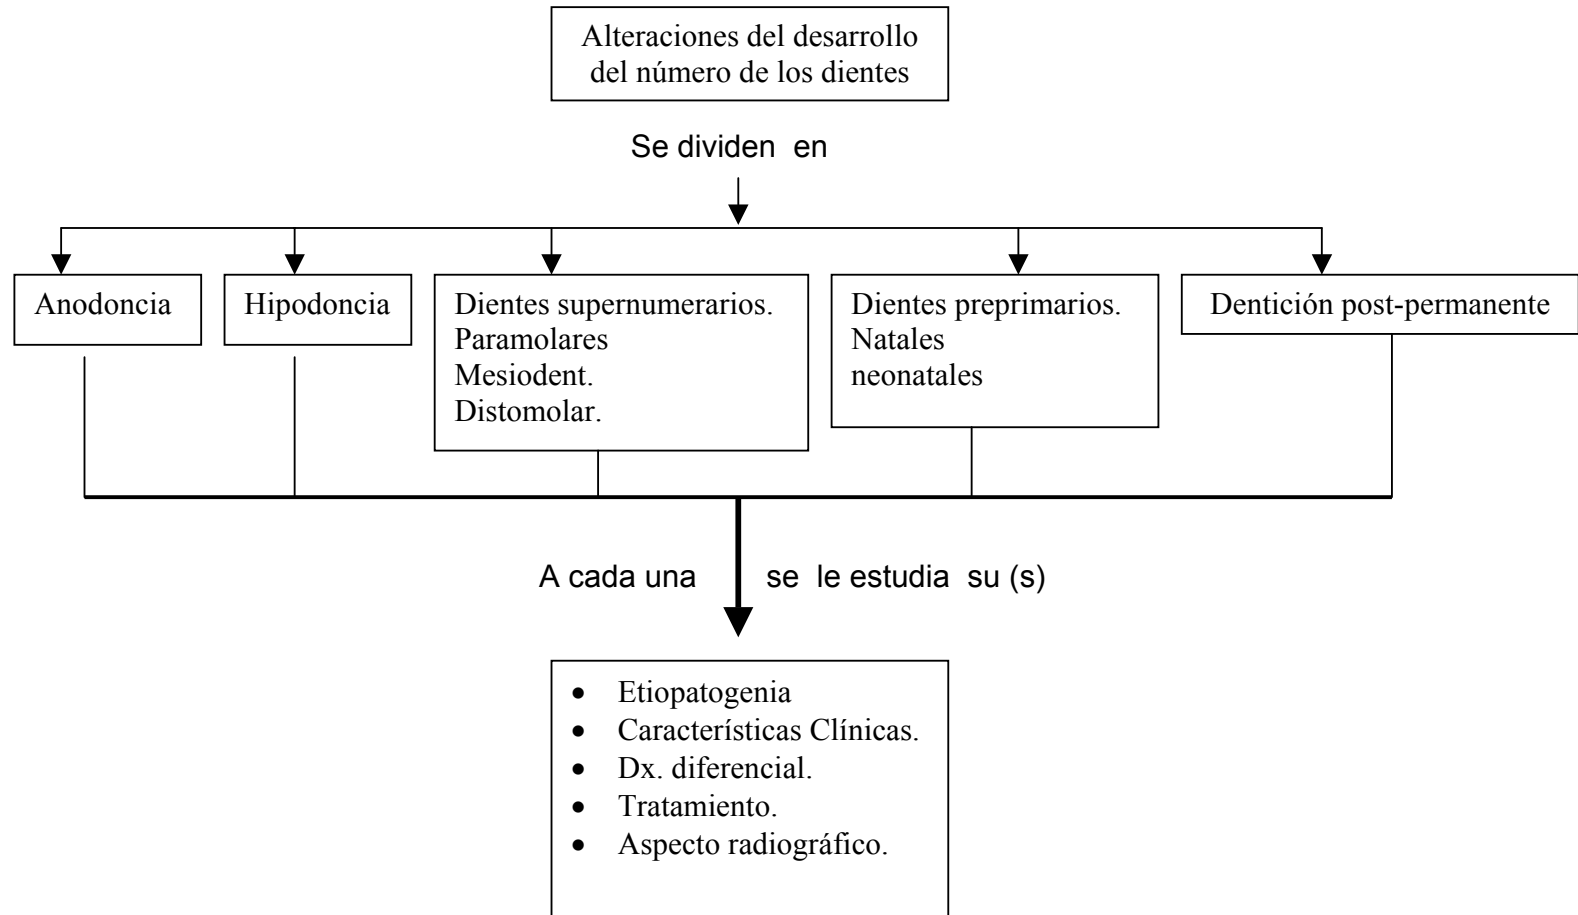 Alteraciones del desarrollo
del número de los dientes
Se dividen en
Anodoncia
Hipodoncia
Dientes supernumerarios.
Paramolares
Mesiodent.
Distomolar.
Dientes preprimarios.
Natales
neonatales
Dentición post-permanente
A cada una se le estudia su (s)
• Etiopatogenia
• Característícas Clínicas.
• Dx. diferencial.
• Tratamiento.
• Aspecto radiográfico.